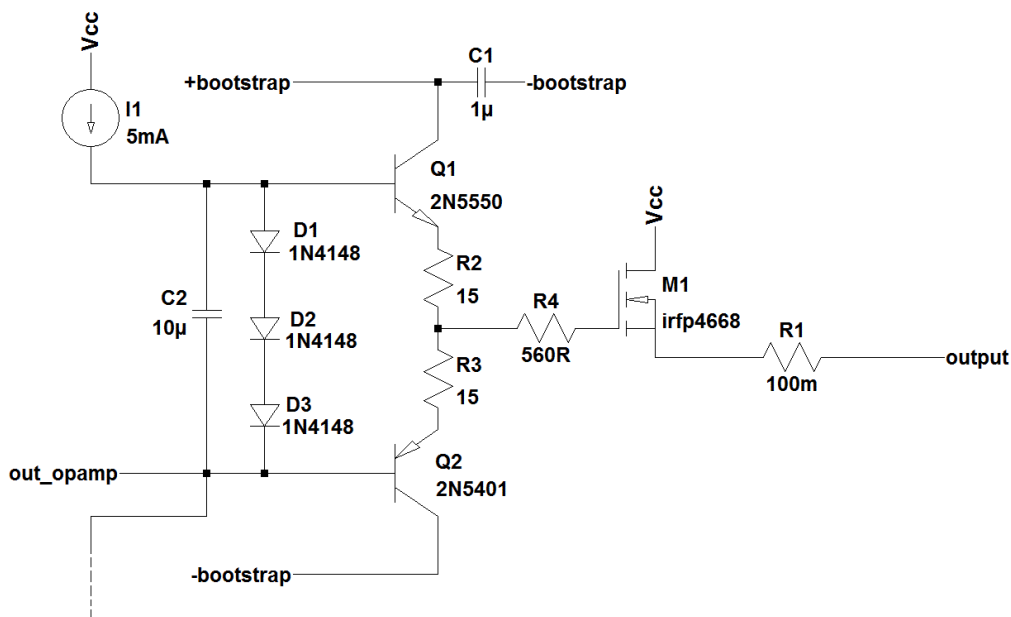 Vcc
C1
+bootstrap
-bootstrap
1µ
I1
5mA
Q1
2N5550
Vcc
D1
1N4148
R2
15
M1
irfp4668
C2
10µ
D2
1N4148
R4
560R
R1
100m
output
R3
15
D3
1N4148
out_opamp
Q2
2N5401
-bootstrap